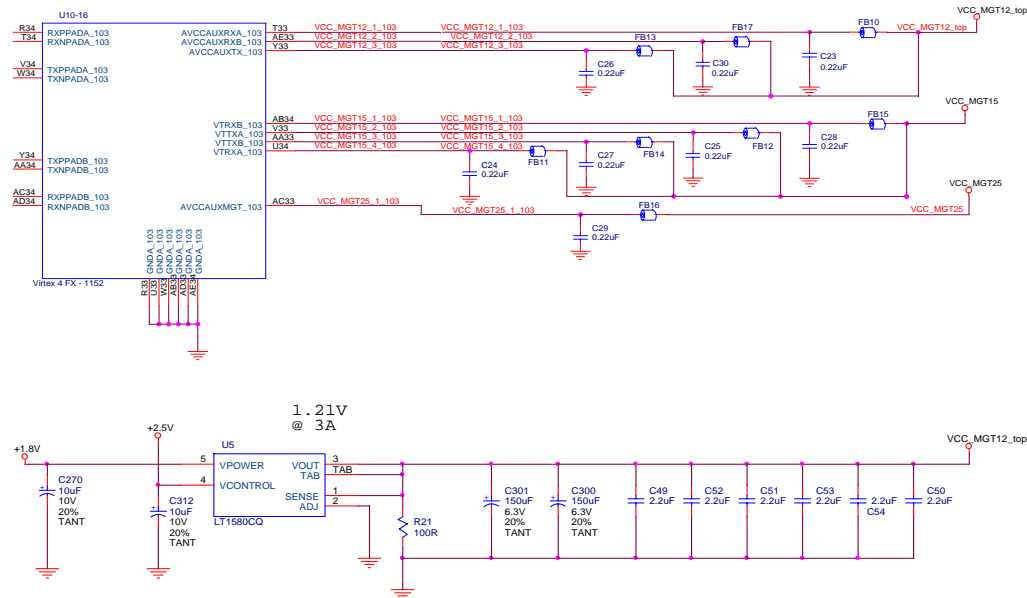 U10-16
VCC_MGT12_top
R34 RXPPADA_103 AVCCAUXRXA_103 T33 VCC_MGT12_1_103 VCC_MGT12_1_103 FB10 VCC_MGT12_top
T34 RXNPADA_103 AVCCAUXRXB_103 AE33 VCC_MGT12_2_103 VCC_MGT12_2_103 FB17
AVCCAUXTX_103 Y33 VCC_MGT12_3_103 VCC_MGT12_3_103 FB13
V34 TXPPADA_103
W34 TXNPADA_103
C26 0.22uF
C30 0.22uF
C23 0.22uF
VCC_MGT15
VTRXB_103 AB34 VCC_MGT15_1_103 VCC_MGT15_1_103 FB15
VTTXA_103 V33 VCC_MGT15_2_103 VCC_MGT15_2_103 FB12
VTTXB_103 AA33 VCC_MGT15_3_103 VCC_MGT15_3_103 FB14
VTRXA_103 U34 VCC_MGT15_4_103 VCC_MGT15_4_103 FB11
Y34 TXPPADB_103
AA34 TXNPADB_103
C24 0.22uF
C27 0.22uF
C25 0.22uF
C28 0.22uF
AC34 RXPPADB_103
AD34 RXNPADB_103
AVCCAUXMGT_103 AC33 VCC_MGT25_1_103 VCC_MGT25_1_103 FB16 VCC_MGT25
VCC_MGT25
C29 0.22uF
GNDA_103 GNDA_103 GNDA_103 GNDA_103 GNDA_103 GNDA_103
R33 U33 W33 AB33 AD33 AE34
Virtex 4 FX - 1152
1.21V
@ 3A
+1.8V
+2.5V
U5
VCC_MGT12_top
5 VPOWER VOUT 3
TAB TAB
4 VCONTROL
SENSE 1
ADJ 2
LT1580CQ
C270
10uF
10V
20%
TANT
C312
10uF
10V
20%
TANT
R21
100R
C301
150uF
6.3V
20%
TANT
C300
150uF
6.3V
20%
TANT
C49
2.2uF
C52
2.2uF
C51
2.2uF
C53
2.2uF
2.2uF
C54
C50
2.2uF